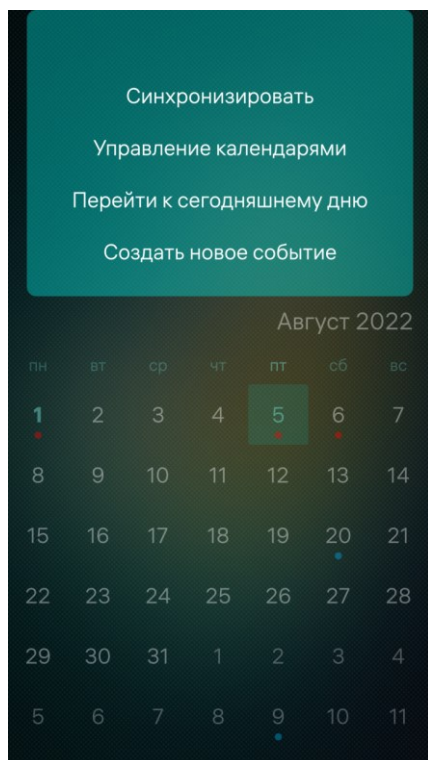 Синхронизировать
Управление календарями
Перейти к сегодняшнему дню
Создать новое событие
Август 2022
пн вт ср чт пт сб вс
1 2 3 4 5 6 7
8 9 10 11 12 13 14
15 16 17 18 19 20 21
22 23 24 25 26 27 28
29 30 31 1 2 3 4
5 6 7 8 9 10 11